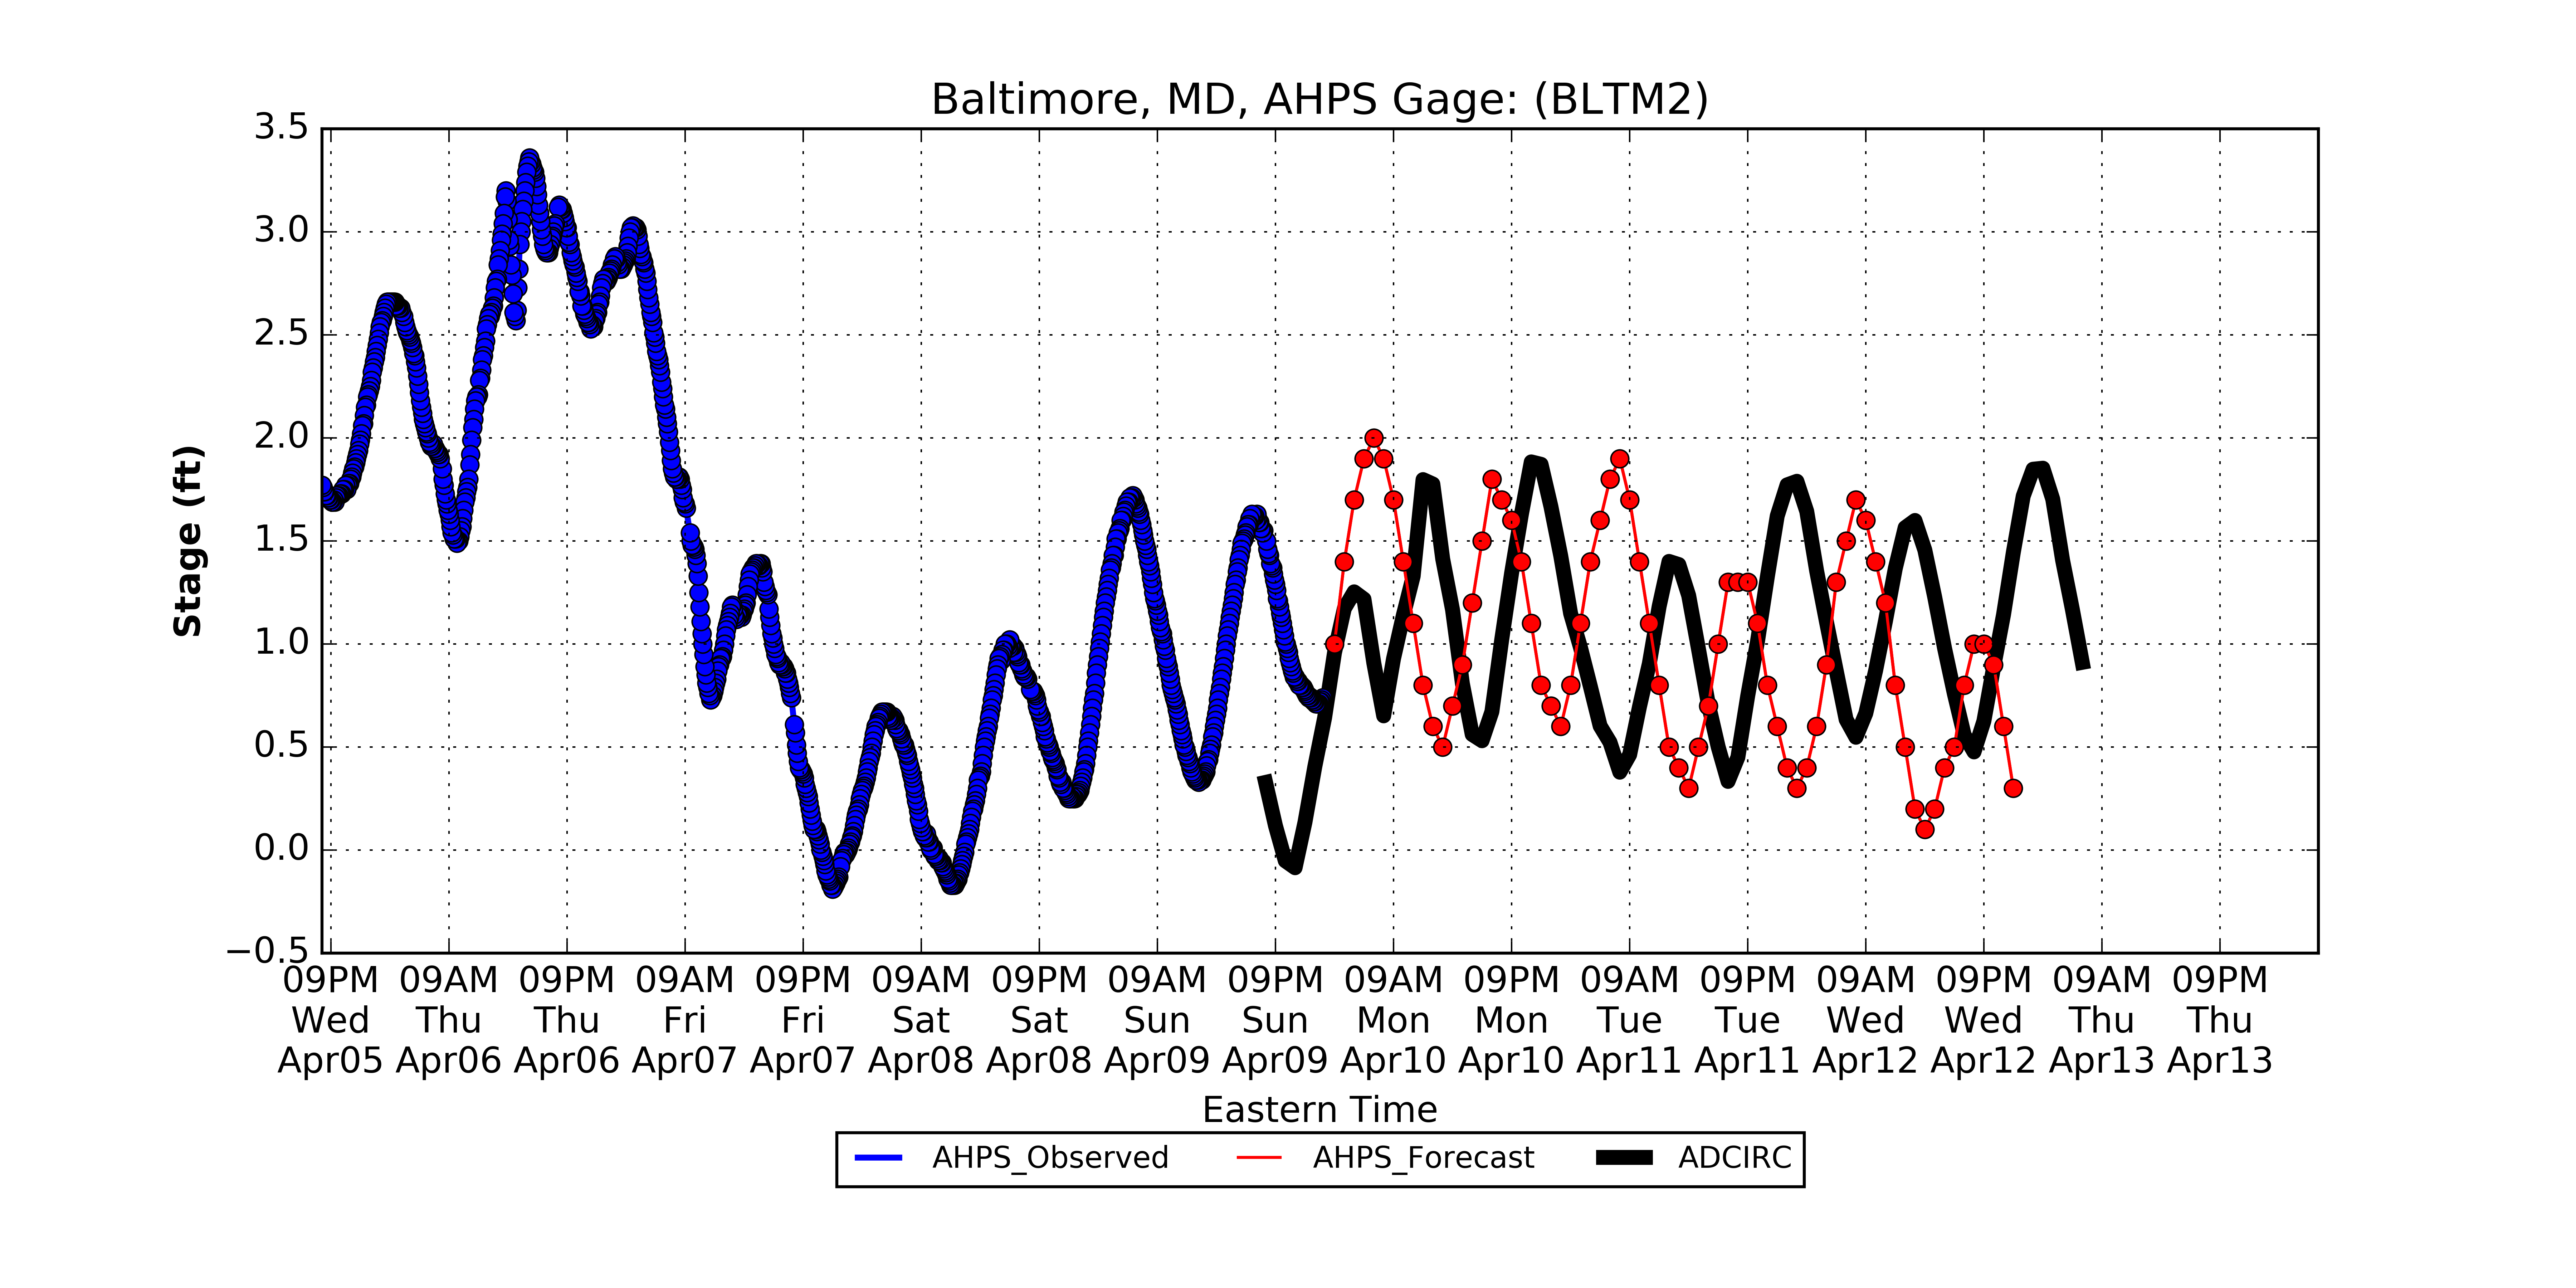 Baltimore, MD, AHPS Gage: (BLTM2)
3.5
3.0
2.5
2.0
1.5
1.0
0.5
0.0
−0.5
Stage (ft)
09PM 09AM 09PM 09AM 09PM 09AM 09PM 09AM 09PM 09AM 09PM 09AM 09PM 09AM 09PM 09AM 09PM
Wed Thu Thu Fri Fri Sat Sat Sun Sun Mon Mon Tue Tue Wed Wed Thu Thu
Apr05 Apr06 Apr06 Apr07 Apr07 Apr08 Apr08 Apr09 Apr09 Apr10 Apr10 Apr11 Apr11 Apr12 Apr12 Apr13 Apr13
Eastern Time
AHPS_Observed AHPS_Forecast ADCIRC